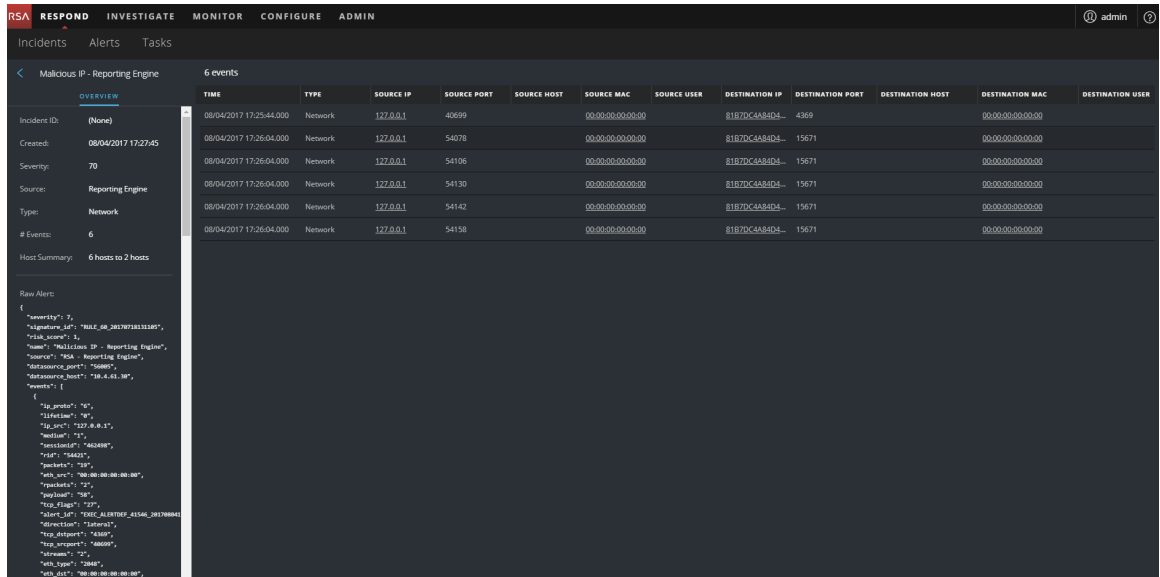 RSA RESPOND INVESTIGATE MONITOR CONFIGURE ADMIN admin
Incidents Alerts Tasks
Malicious IP - Reporting Engine
OVERVIEW
Incident ID: (None)
Created: 08/04/2017 17:27:45
Severity: 70
Source: Reporting Engine
Type: Network
# Events: 6
Host Summary: 6 hosts to 2 hosts
Raw Alert:
{
"severity": 7,
"signature_id": "RULE_60_20170718131105",
"risk_score": 1,
"name": "Malicious IP - Reporting Engine",
"source": "RSA - Reporting Engine",
"datasource_port": "56005",
"datasource_host": "10.4.61.30",
"events": [
{
"ip_proto": "6",
"lifetime": "0",
"ip_src": "127.0.0.1",
"medium": "1",
"sessionid": "462498",
"rid": "54421",
"packets": "19",
"eth_src": "00:00:00:00:00:00",
"rpackets": "2",
"payload": "58",
"tcp_flags": "27",
"alert_id": "EXEC_ALERTDEF_41546_201708041
"direction": "lateral",
"tcp_dstport": "4369",
"tcp_srcport": "40699",
"streams": "2",
"eth_type": "2048",
"eth_dst": "00:00:00:00:00:00",
6 events
TIME TYPE SOURCE IP SOURCE PORT SOURCE HOST SOURCE MAC SOURCE USER DESTINATION IP DESTINATION PORT DESTINATION HOST DESTINATION MAC DESTINATION USER
08/04/2017 17:25:44.000 Network 127.0.0.1 40699 00:00:00:00:00:00 81B7DC4A84D4... 4369 00:00:00:00:00:00
08/04/2017 17:26:04.000 Network 127.0.0.1 54078 00:00:00:00:00:00 81B7DC4A84D4... 15671 00:00:00:00:00:00
08/04/2017 17:26:04.000 Network 127.0.0.1 54106 00:00:00:00:00:00 81B7DC4A84D4... 15671 00:00:00:00:00:00
08/04/2017 17:26:04.000 Network 127.0.0.1 54130 00:00:00:00:00:00 81B7DC4A84D4... 15671 00:00:00:00:00:00
08/04/2017 17:26:04.000 Network 127.0.0.1 54142 00:00:00:00:00:00 81B7DC4A84D4... 15671 00:00:00:00:00:00
08/04/2017 17:26:04.000 Network 127.0.0.1 54158 00:00:00:00:00:00 81B7DC4A84D4... 15671 00:00:00:00:00:00